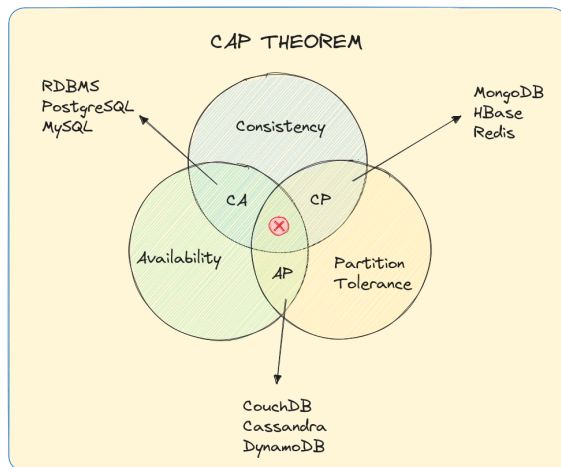 CAP THEOREM
RDBMS
PostgreSQL
MySQL
MongoDB
HBase
Redis
Consistency
CA
CP
Availability
Partition
Tolerance
AP
CouchDB
Cassandra
DynamoDB